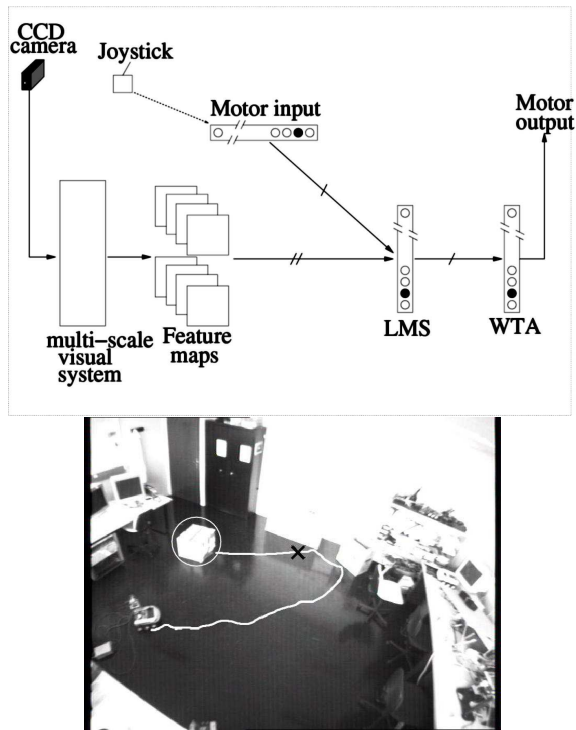 CCD
camera
Joystick
Motor input
Motor
output
multi–scale
visual
system
Feature
maps
LMS
WTA